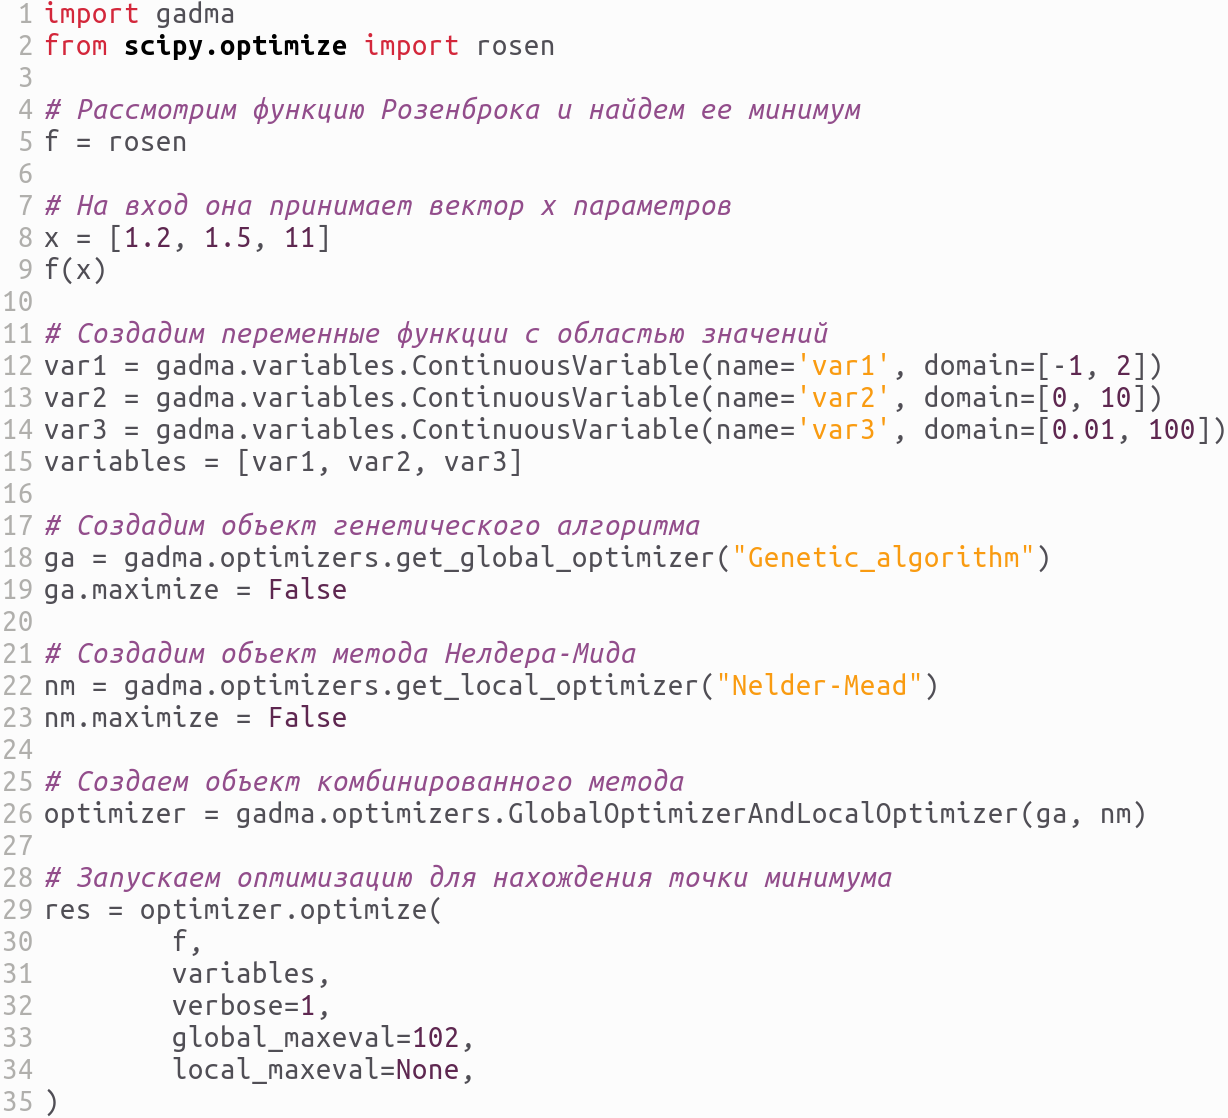 1 import gadma
2 from scipy.optimize import rosen
3
4 # Рассмотрим функцию Розенброка и найдем ее минимум
5 f = rosen
6
7 # На вход она принимает вектор x параметров
8 x = [1.2, 1.5, 11]
9 f(x)
10
11 # Создадим переменные функции с областью значений
12 var1 = gadma.variables.ContinuousVariable(name='var1', domain=[-1, 2])
13 var2 = gadma.variables.ContinuousVariable(name='var2', domain=[0, 10])
14 var3 = gadma.variables.ContinuousVariable(name='var3', domain=[0.01, 100])
15 variables = [var1, var2, var3]
16
17 # Создадим объект генетического алгоритма
18 ga = gadma.optimizers.get_global_optimizer("Genetic_algorithm")
19 ga.maximize = False
20
21 # Создадим объект метода Нелдера-Мида
22 nm = gadma.optimizers.get_local_optimizer("Nelder-Mead")
23 nm.maximize = False
24
25 # Создаем объект комбинированного метода
26 optimizer = gadma.optimizers.GlobalOptimizerAndLocalOptimizer(ga, nm)
27
28 # Запускаем оптимизацию для нахождения точки минимума
29 res = optimizer.optimize(
30         f,
31         variables,
32         verbose=1,
33         global_maxeval=102,
34         local_maxeval=None,
35 )